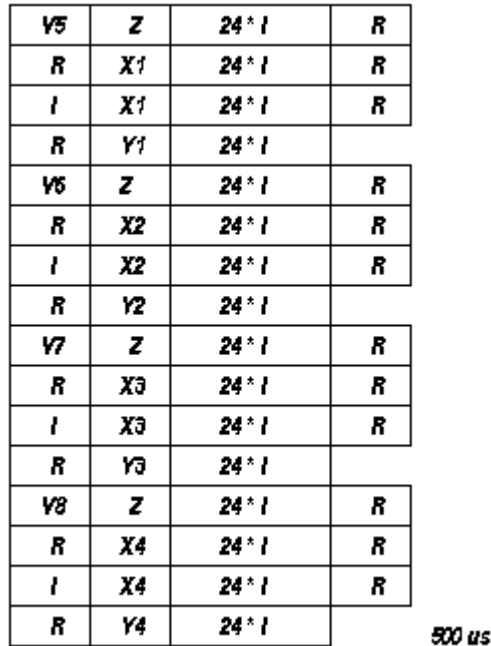 V5 Z 24*I R
R X1 24*I R
I X1 24*I R
R Y1 24*I
V6 Z 24*I R
R X2 24*I R
I X2 24*I R
R Y2 24*I
V7 Z 24*I R
R X3 24*I R
I X3 24*I R
R Y3 24*I
V8 Z 24*I R
R X4 24*I R
I X4 24*I R
R Y4 24*I
500 us